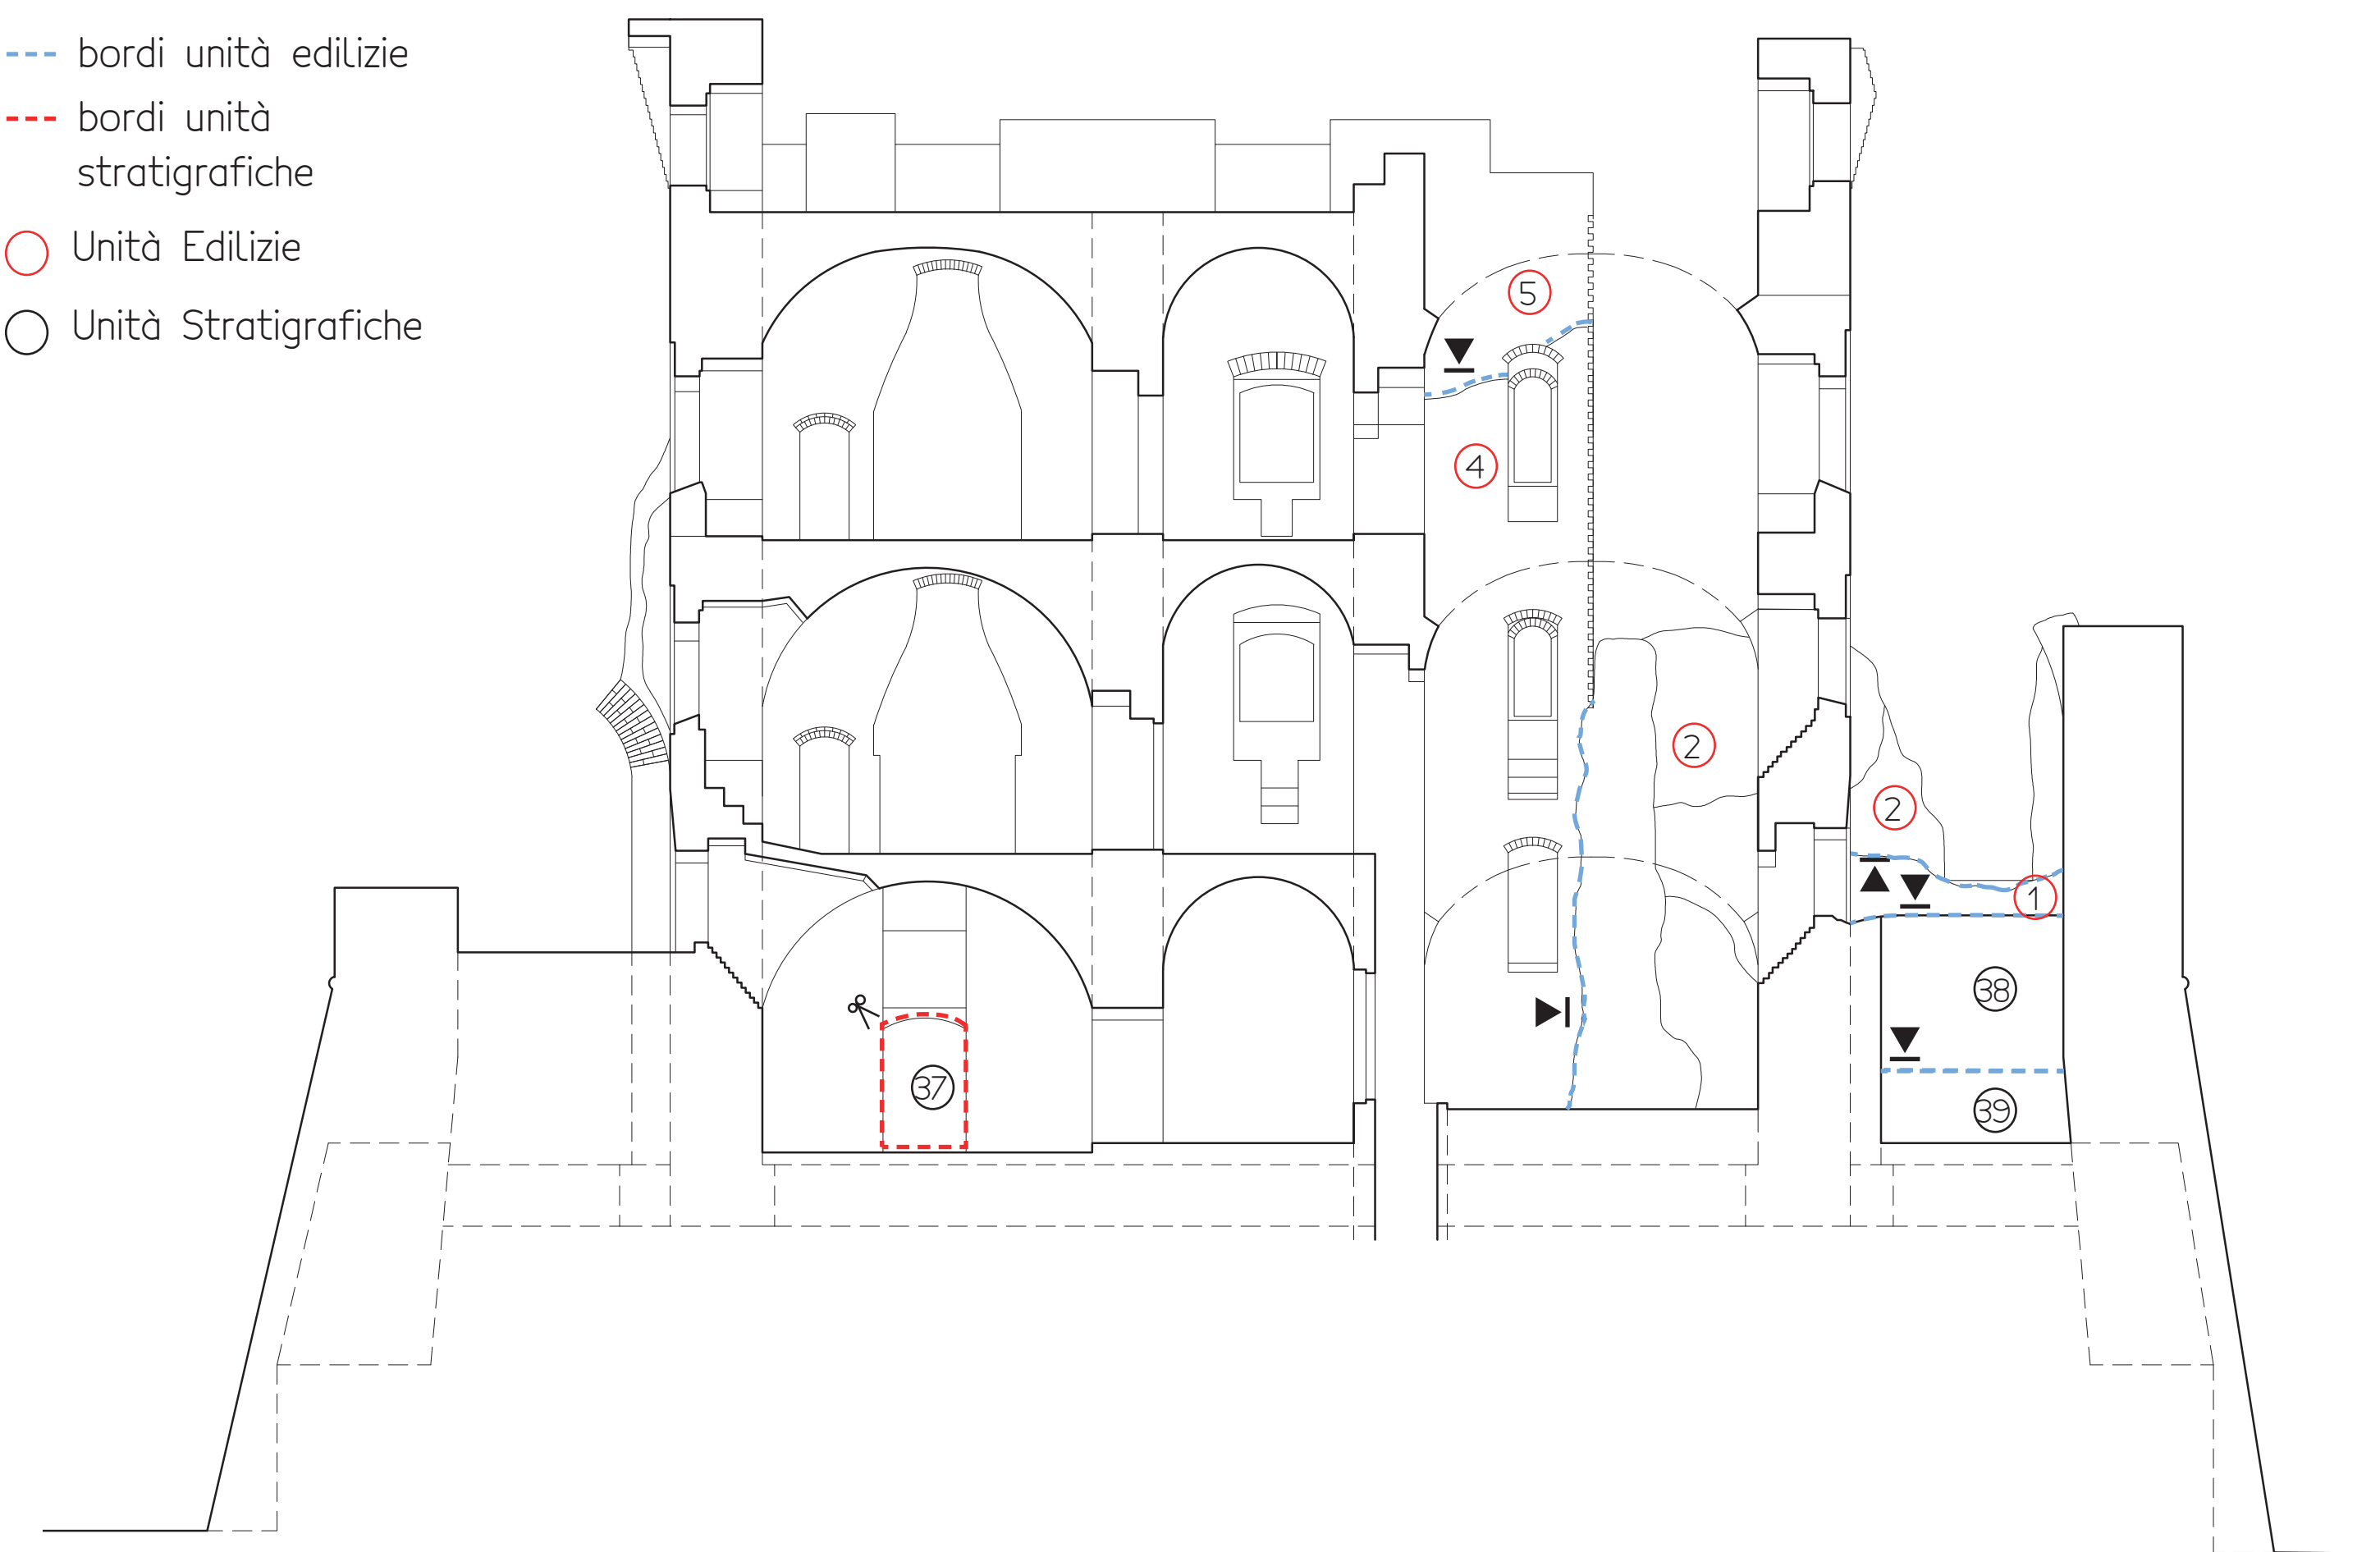 bordi unità edilizie
bordi unità
stratigrafiche
Unità Edilizie
Unità Stratigrafiche
5
4
2
2
1
38
37
39